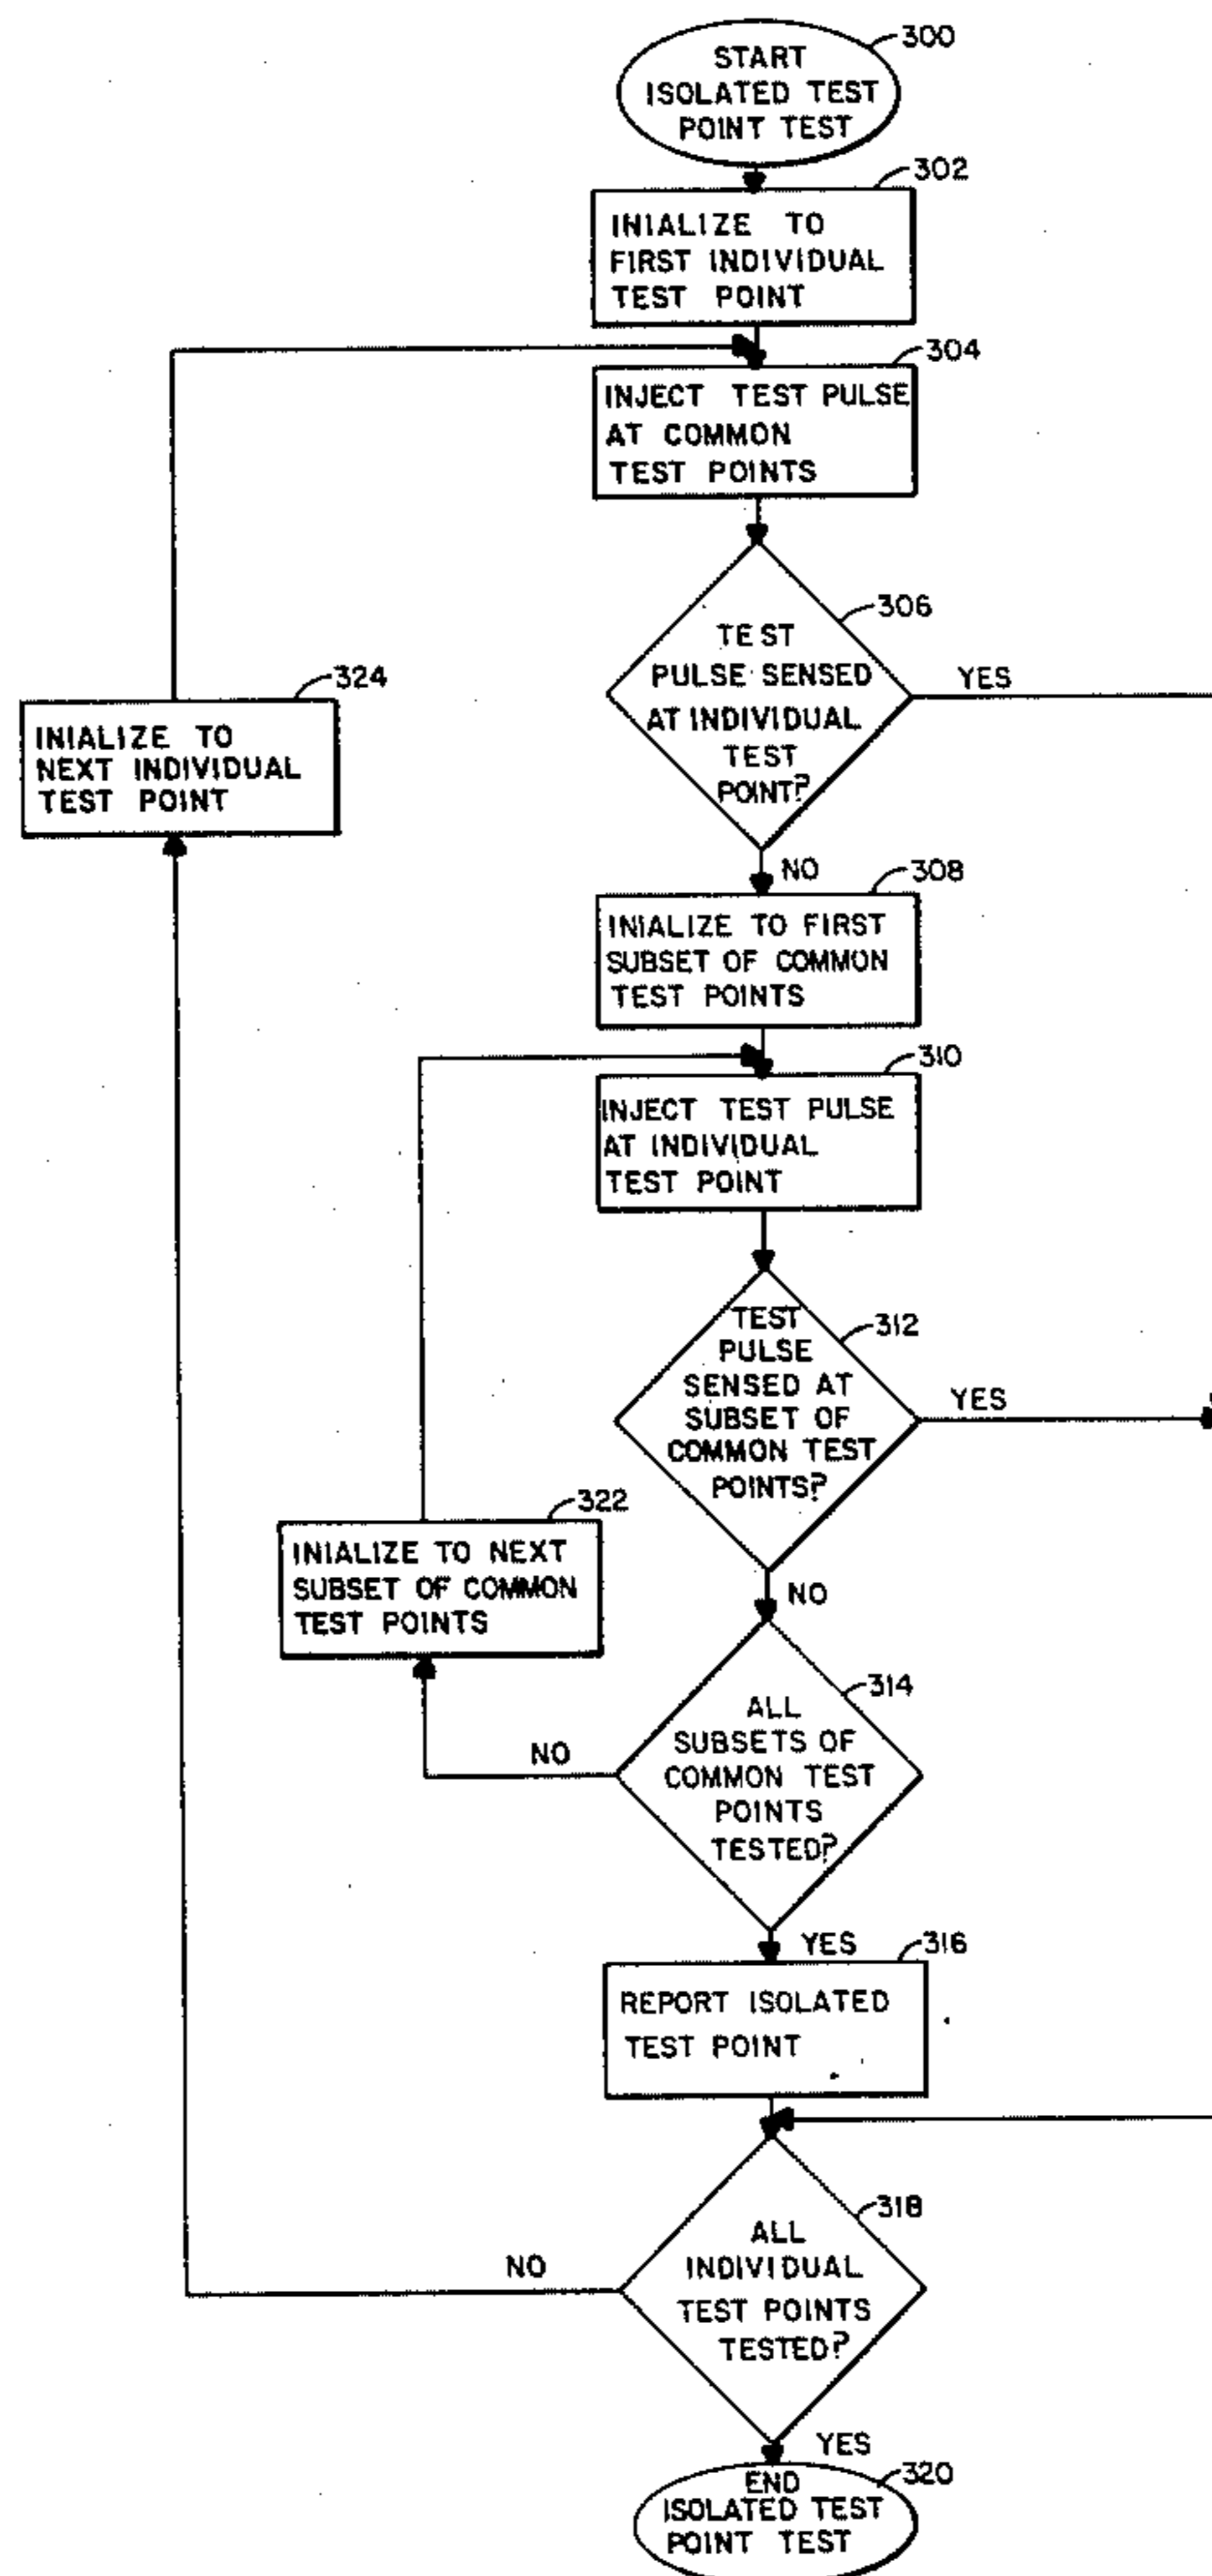 300
START
ISOLATED TEST
POINT TEST
302
INIALIZE TO
FIRST INDIVIDUAL
TEST POINT
304
INJECT TEST PULSE
AT COMMON
TEST POINTS
306
TEST
PULSE SENSED
AT INDIVIDUAL
TEST
POINT?
YES
324
INIALIZE TO
NEXT INDIVIDUAL
TEST POINT
NO
308
INIALIZE TO FIRST
SUBSET OF COMMON
TEST POINTS
310
INJECT TEST PULSE
AT INDIVIDUAL
TEST POINT
312
TEST
PULSE
SENSED AT
SUBSET OF
COMMON TEST
POINTS?
YES
322
INIALIZE TO NEXT
SUBSET OF COMMON
TEST POINTS
NO
314
ALL
SUBSETS OF
COMMON TEST
POINTS
TESTED?
NO
YES
316
REPORT ISOLATED
TEST POINT
318
ALL
INDIVIDUAL
TEST POINTS
TESTED?
NO
YES
320
END
ISOLATED TEST
POINT TEST